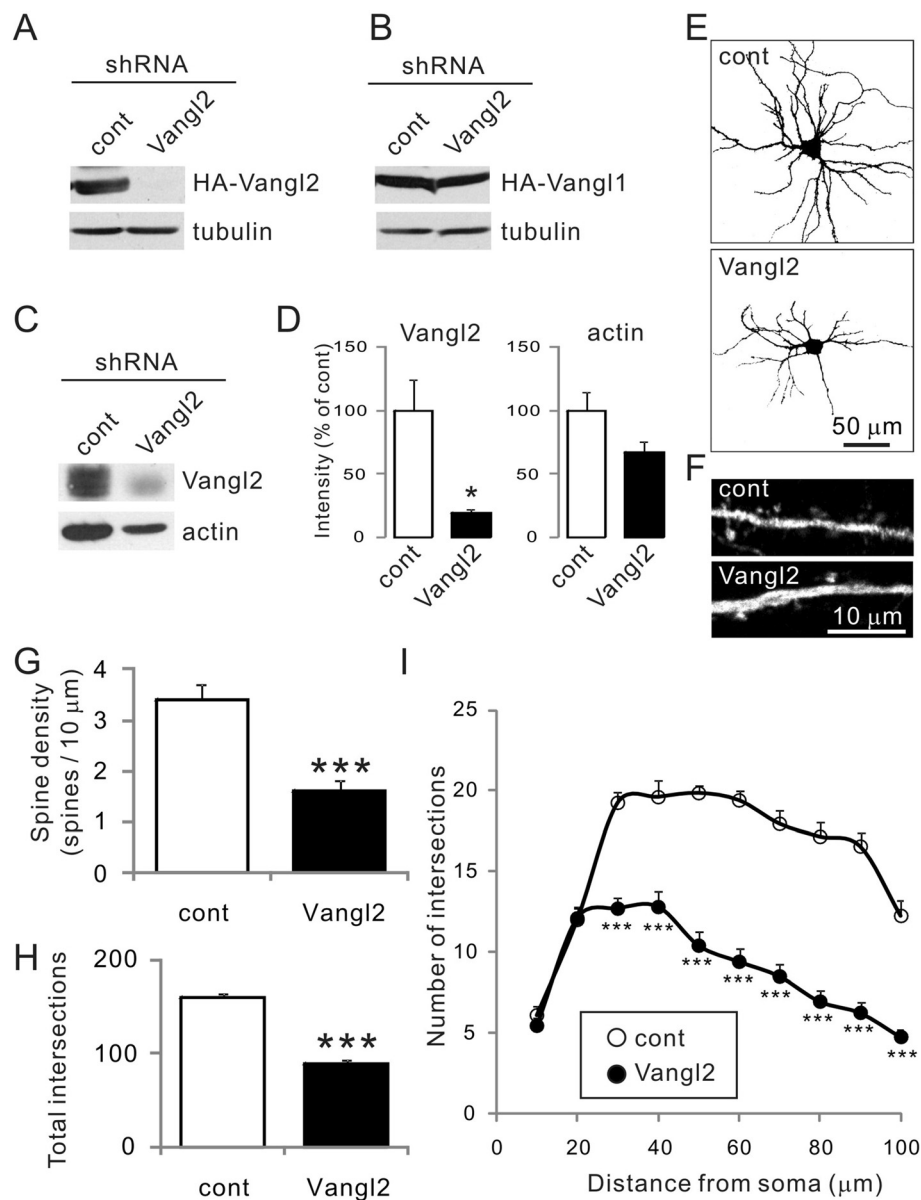 A
shRNA
cont Vangl2
HA-Vangl2
tubulin
B
shRNA
cont Vangl2
HA-Vangl1
tubulin
C
shRNA
cont Vangl2
Vangl2
actin
D
Vangl2
Intensity (% of cont)
150
100
50
0
cont Vangl2
*
actin
150
100
50
0
cont Vangl2
E
cont
Vangl2
50 μm
F
cont
Vangl2
10 μm
G
Spine density
(spines / 10 μm)
4
3
2
1
0
***
cont Vangl2
H
Total intersections
200
100
0
***
cont Vangl2
I
Number of intersections
25
20
15
10
5
0
*** *** *** *** *** *** *** ***
cont
Vangl2
0 20 40 60 80 100
Distance from soma (μm)